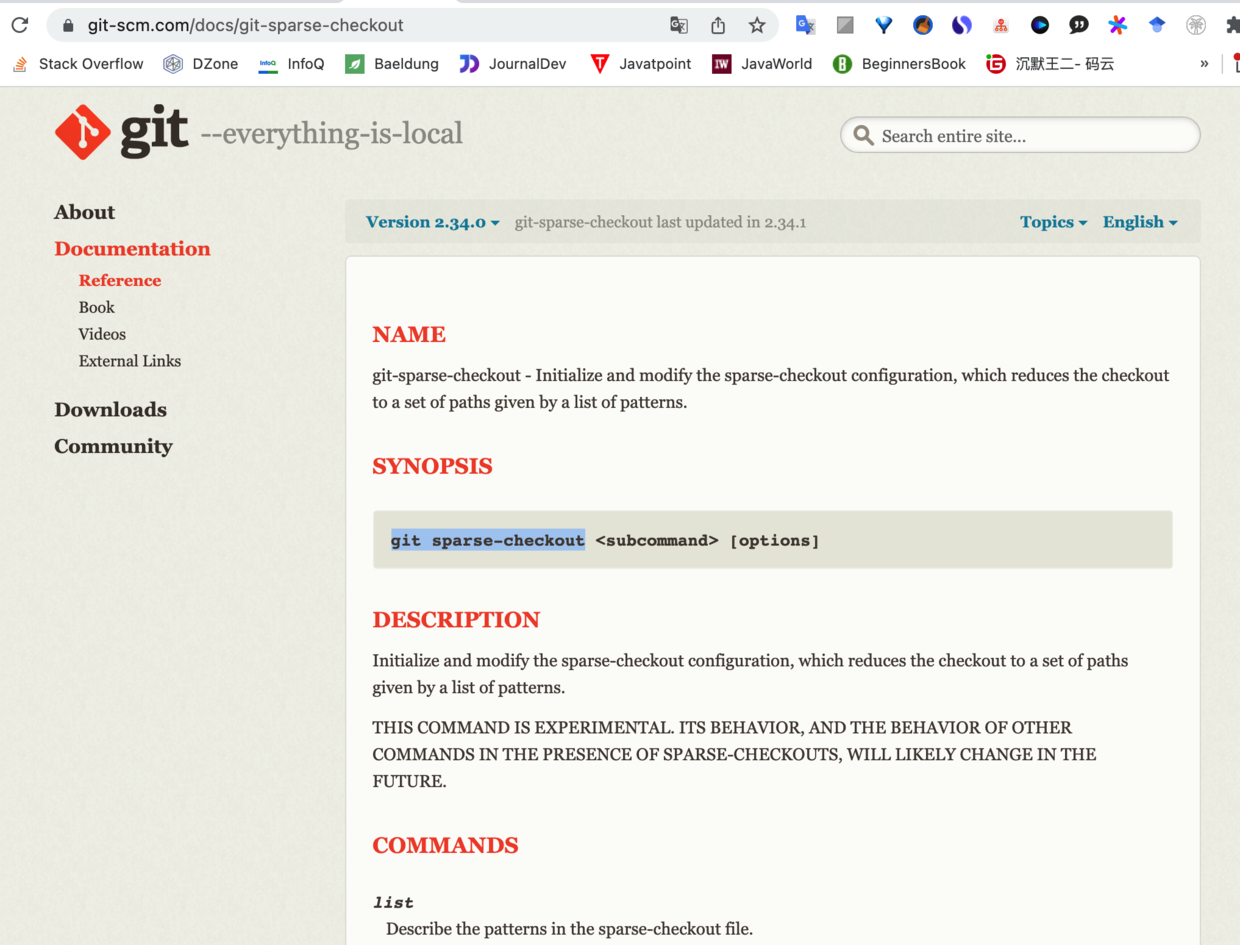 git-scm.com/docs/git-sparse-checkout
Stack Overflow DZone InfoQ Baeldung JournalDev Javatpoint JavaWorld BeginnersBook 沉默王二- 码云 »
git --everything-is-local
Search entire site...
About
Documentation
Reference
Book
Videos
External Links
Downloads
Community
Version 2.34.0 git-sparse-checkout last updated in 2.34.1 Topics English
NAME
git-sparse-checkout - Initialize and modify the sparse-checkout configuration, which reduces the checkout
to a set of paths given by a list of patterns.
SYNOPSIS
git sparse-checkout <subcommand> [options]
DESCRIPTION
Initialize and modify the sparse-checkout configuration, which reduces the checkout to a set of paths
given by a list of patterns.
THIS COMMAND IS EXPERIMENTAL. ITS BEHAVIOR, AND THE BEHAVIOR OF OTHER
COMMANDS IN THE PRESENCE OF SPARSE-CHECKOUTS, WILL LIKELY CHANGE IN THE
FUTURE.
COMMANDS
list
Describe the patterns in the sparse-checkout file.